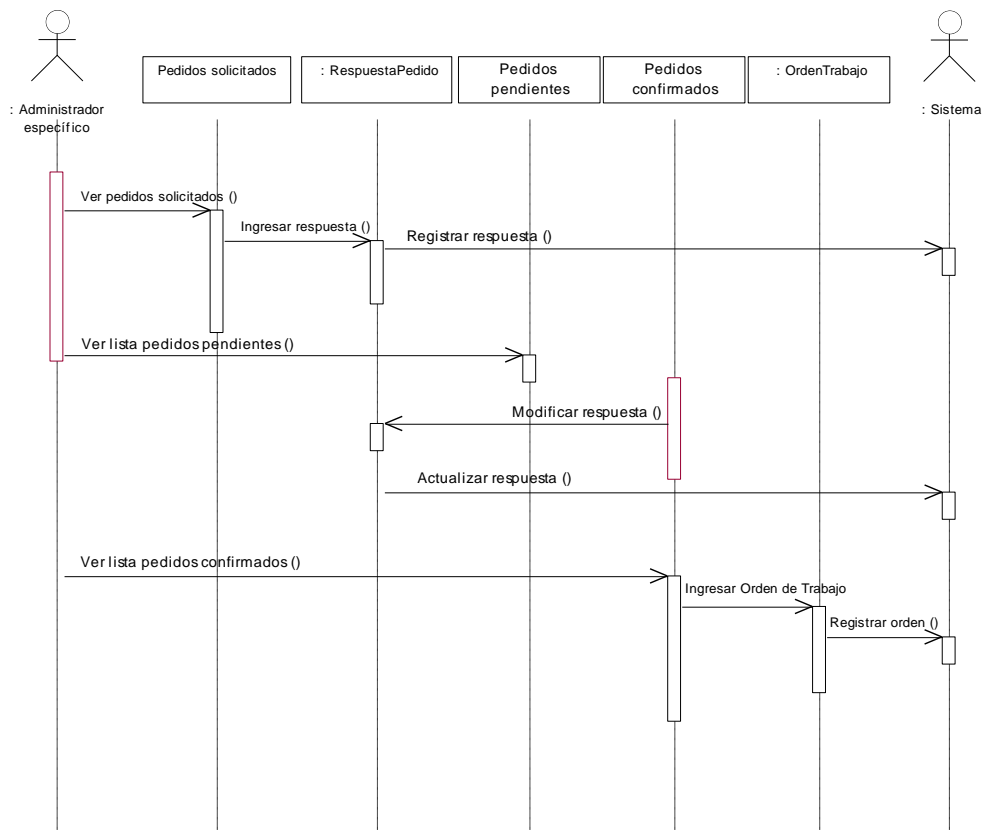 Pedidos solicitados
: RespuestaPedido
Pedidos
pendientes
Pedidos
confirmados
: OrdenTrabajo
: Administrador
específico
: Sistema
Ver pedidos solicitados ()
Ingresar respuesta ()
Registrar respuesta ()
Ver lista pedidos pendientes ()
Modificar respuesta ()
Actualizar respuesta ()
Ver lista pedidos confirmados ()
Ingresar Orden de Trabajo
Registrar orden ()